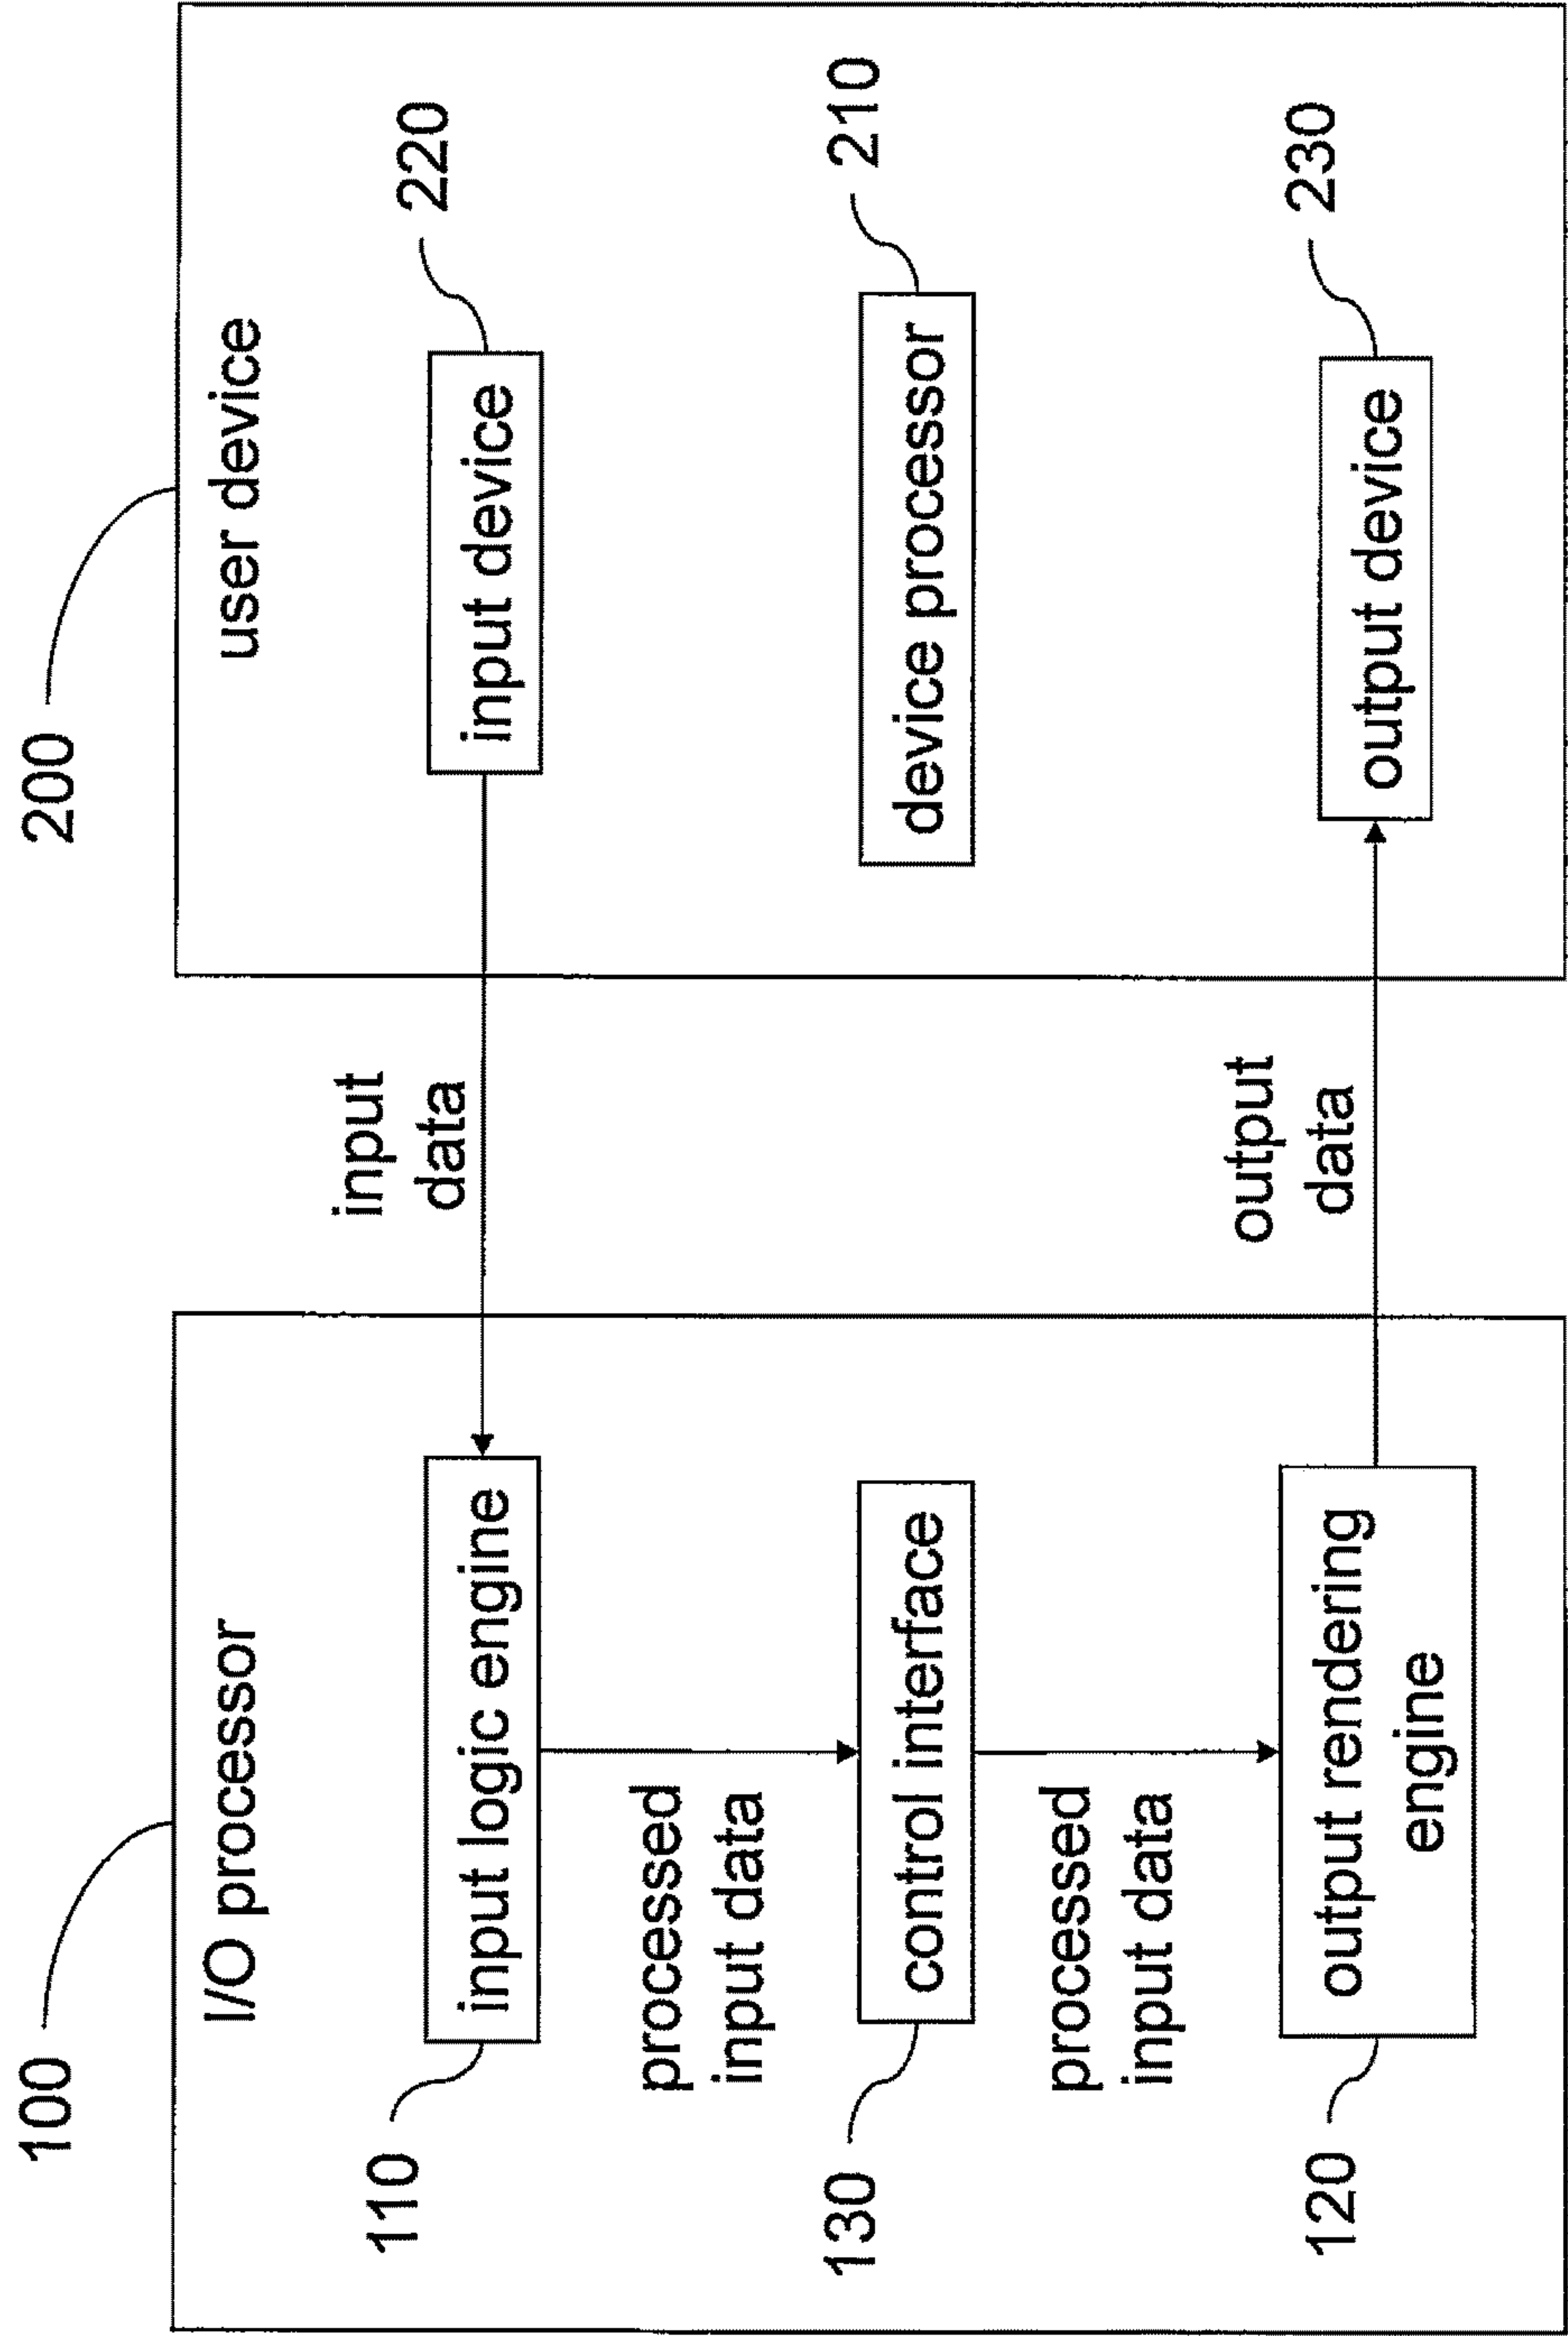 100
I/O processor
110
input logic engine
processed
input data
130
control interface
processed
input data
120
output rendering
engine
input
data
output
data
200
user device
220
input device
210
device processor
230
output device